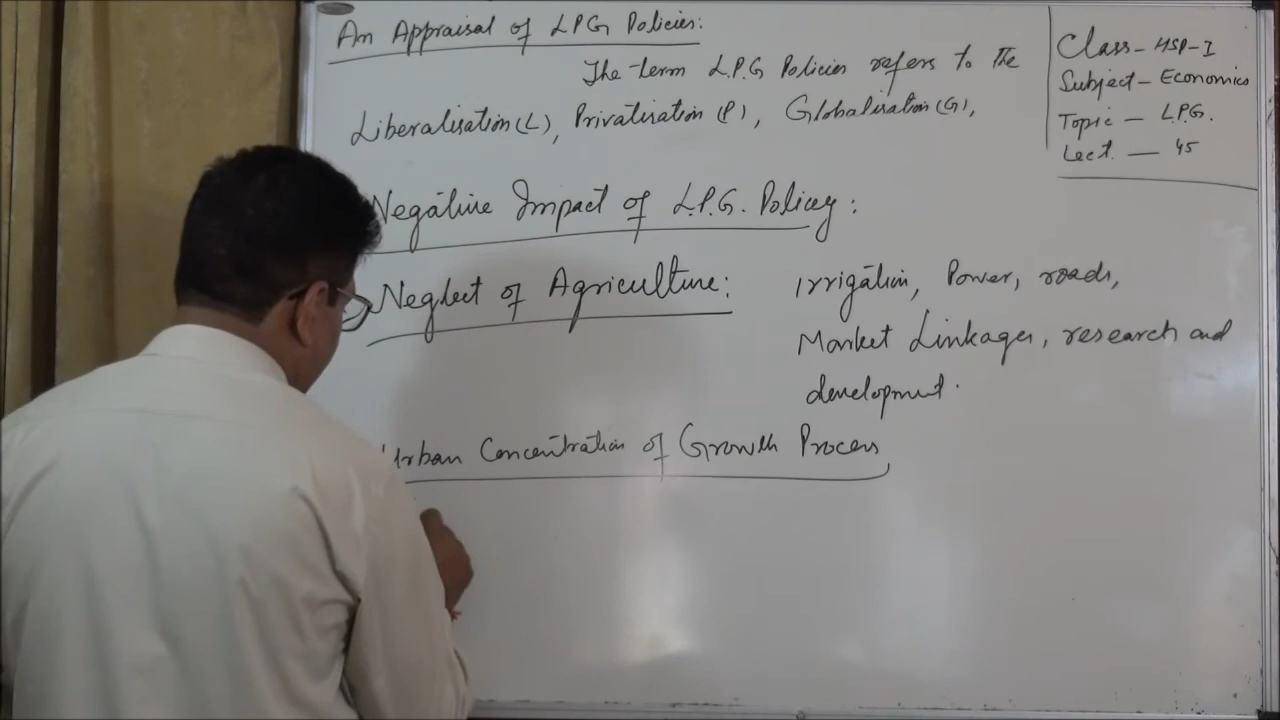 An Appraisal of LPG Policies:
The term L.P.G Policies refers to the
Liberalisation(L), Privatisation (P), Globalisation(G),
Negative Impact of L.P.G. Policy:
Neglect of Agriculture:
Irrigation, Power, roads,
Market Linkages, research and
development.
Urban Concentration of Growth Process
Class - HSP-I
Subject - Economics
Topic - L.P.G.
Lect. - 45